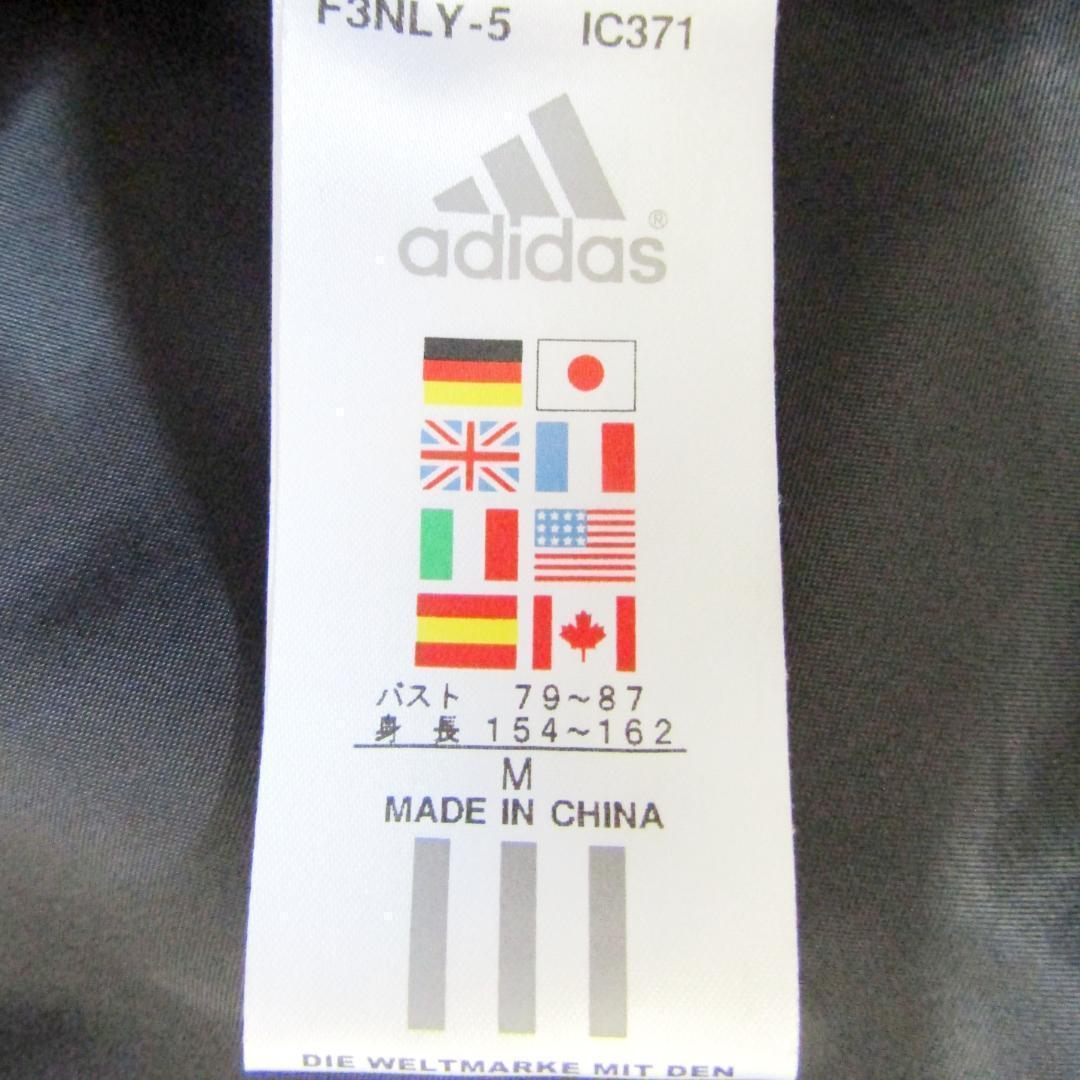 F3NLY-5 IC371
adidas®
バスト 79～87
身長 154～162
M
MADE IN CHINA
DIE WELTMARKE MIT DEN